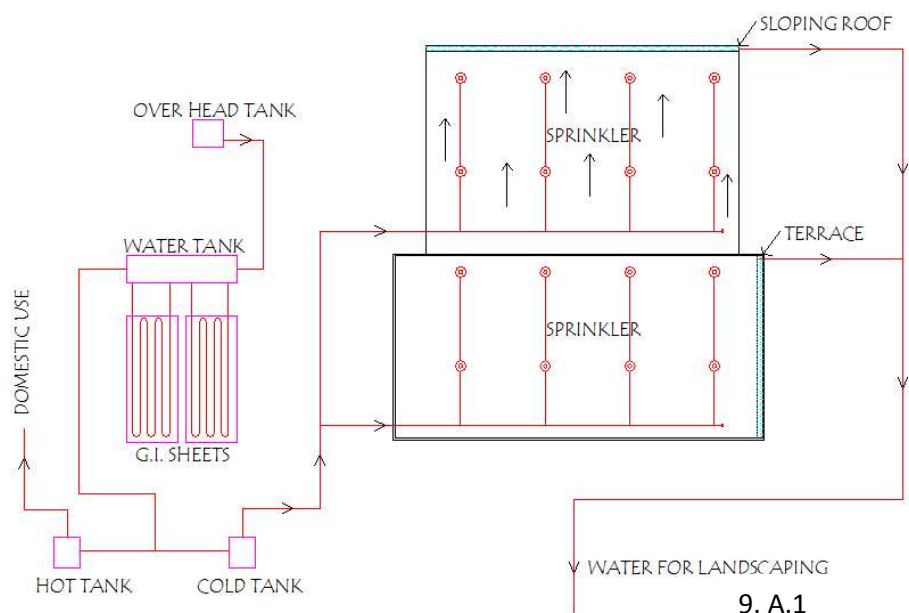 SLOPING ROOF
OVER HEAD TANK
SPRINKLER
WATER TANK
TERRACE
DOMESTIC USE
SPRINKLER
G.I. SHEETS
HOT TANK
COLD TANK
WATER FOR LANDSCAPING
9. A.1